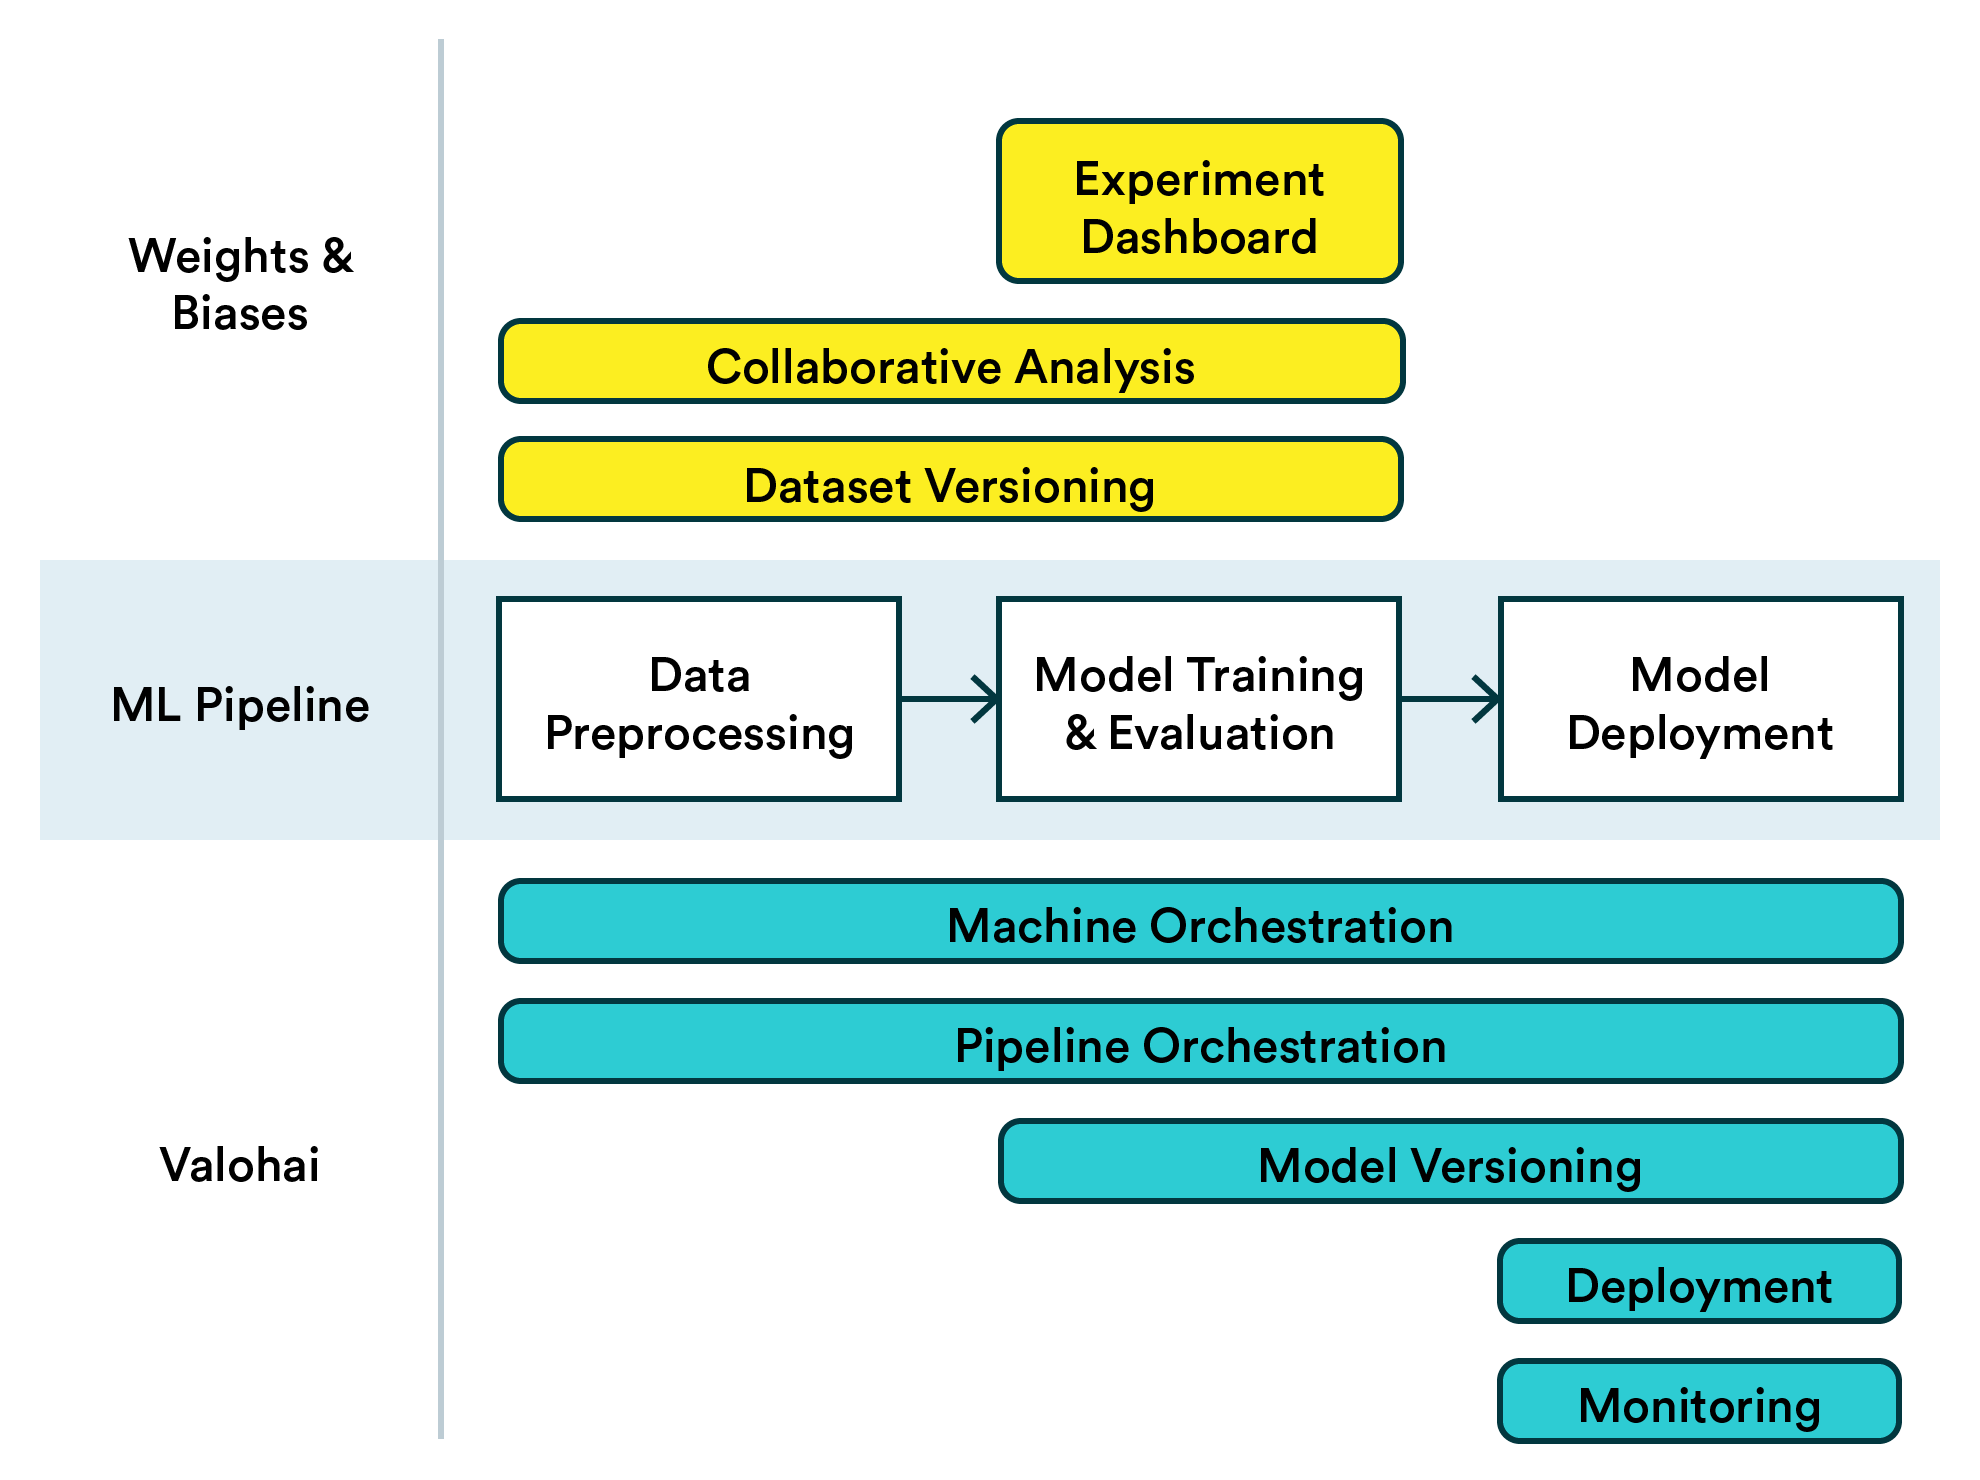 Weights &
Biases
Experiment
Dashboard
Collaborative Analysis
Dataset Versioning
ML Pipeline
Data
Preprocessing
Model Training
& Evaluation
Model
Deployment
Valohai
Machine Orchestration
Pipeline Orchestration
Model Versioning
Deployment
Monitoring